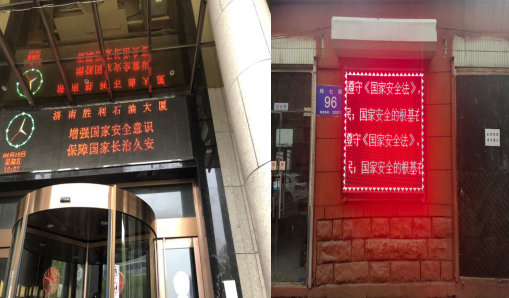 济南胜利石油大厦
增强国家安全意识
保障国家长治久安
96
遵守《国家安全法》,
民:国家安全的根基在
遵守《国家安全法》,
民:国家安全的根基在